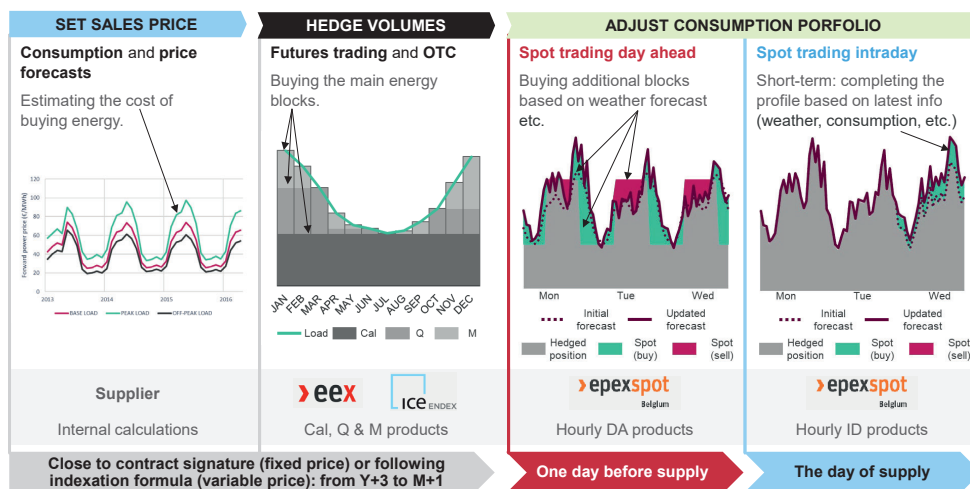 SET SALES PRICE
HEDGE VOLUMES
ADJUST CONSUMPTION PORFOLIO
Consumption and price
forecasts
Estimating the cost of
buying energy.
Forward power price (£/MWh)
120
100
80
60
40
20
0
2013
2014
2015
2016
BASE LOAD
PEAK LOAD
OFF-PEAK LOAD
Supplier
Internal calculations
Futures trading and OTC
Buying the main energy
blocks.
JAN
FEB
MAR
APR
MAY
JUN
JUL
AUG
SEP
OCT
NOV
DEC
Load
Cal
Q
M
eex
ICE ENDEX
Cal, Q & M products
Close to contract signature (fixed price) or following
indexation formula (variable price): from Y+3 to M+1
Spot trading day ahead
Buying additional blocks
based on weather forecast
etc.
Mon
Tue
Wed
Initial
forecast
Updated
forecast
Hedged
position
Spot
(buy)
Spot
(sell)
epexspot
Belgium
Hourly DA products
One day before supply
Spot trading intraday
Short-term: completing the
profile based on latest info
(weather, consumption, etc.)
Mon
Tue
Wed
Initial
forecast
Updated
forecast
Hedged
position
Spot
(buy)
Spot
(sell)
epexspot
Belgium
Hourly ID products
The day of supply